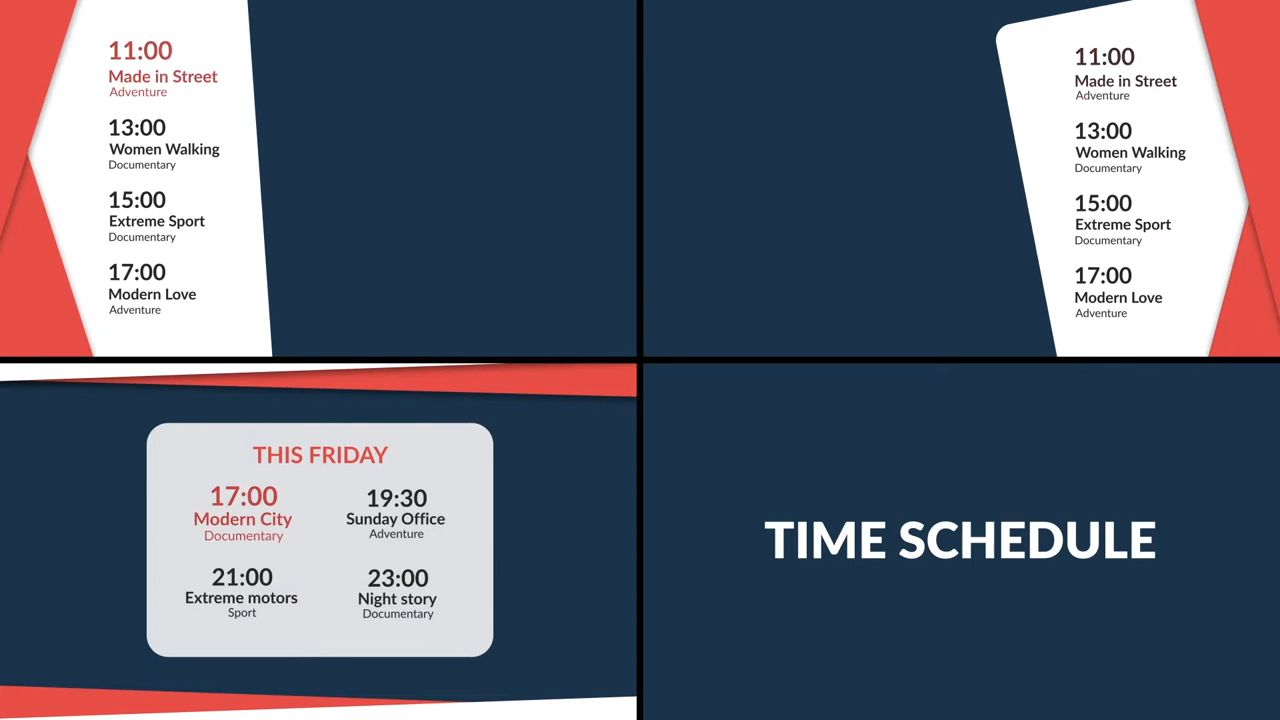 11:00
Made in Street
Adventure
13:00
Women Walking
Documentary
15:00
Extreme Sport
Documentary
17:00
Modern Love
Adventure
11:00
Made in Street
Adventure
13:00
Women Walking
Documentary
15:00
Extreme Sport
Documentary
17:00
Modern Love
Adventure
THIS FRIDAY
17:00
Modern City
Documentary
19:30
Sunday Office
Adventure
21:00
Extreme motors
Sport
23:00
Night story
Documentary
TIME SCHEDULE